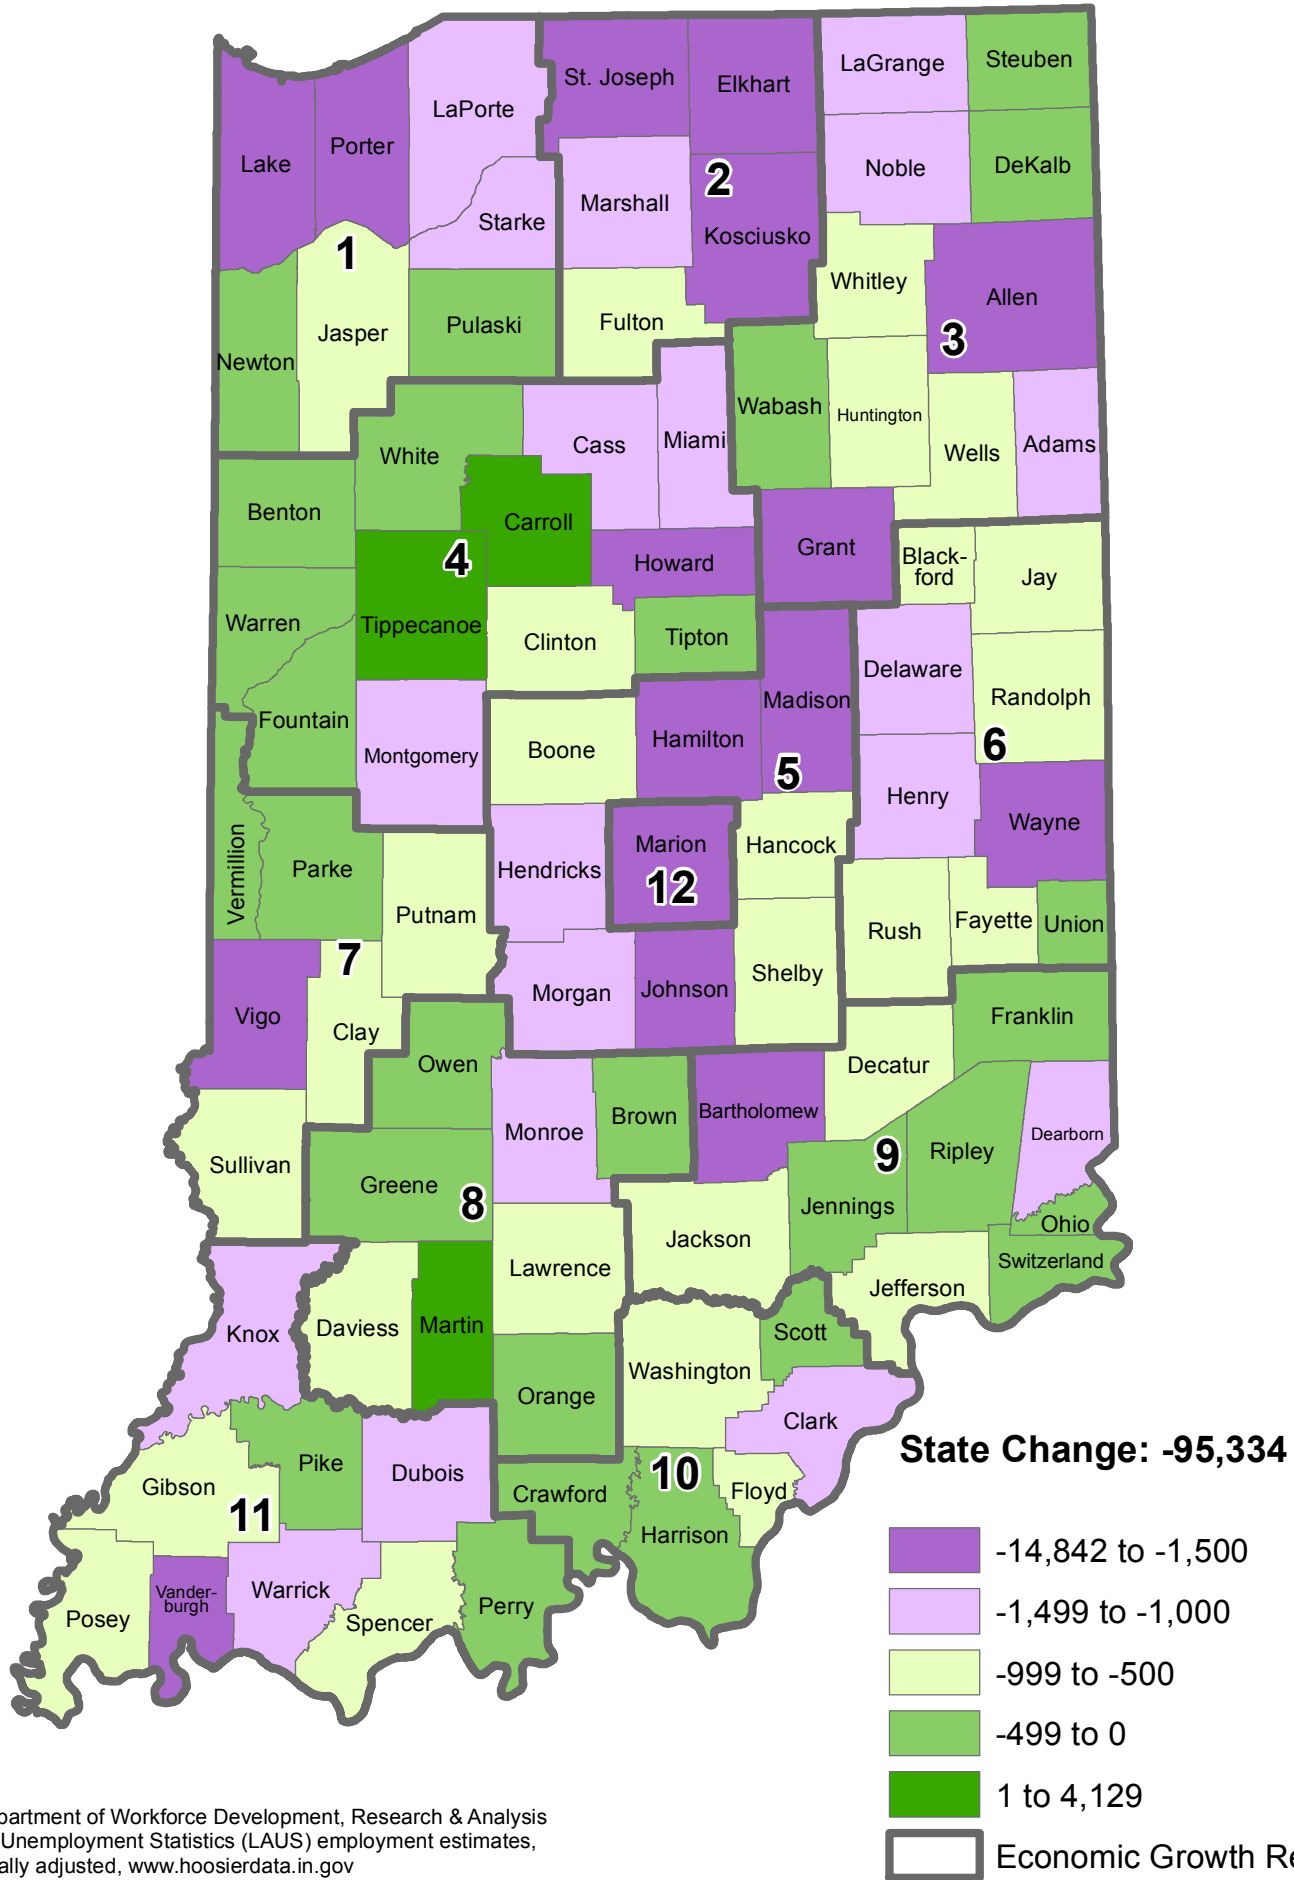 St. Joseph
Elkhart
LaGrange
Steuben
LaPorte
Lake
Porter
Noble
DeKalb
2
Marshall
Starke
Kosciusko
1
Whitley
Allen
Jasper
Pulaski
Fulton
3
Newton
Wabash
Huntington
White
Cass
Miami
Wells
Adams
Benton
Carroll
Grant
4
Howard
Black-
ford
Jay
Warren
Tippecanoe
Clinton
Tipton
Delaware
Madison
Randolph
Fountain
Montgomery
Boone
Hamilton
5
6
Henry
Wayne
Vermillion
Parke
Hendricks
Marion
12
Hancock
Putnam
Rush
Fayette
Union
7
Shelby
Morgan
Johnson
Vigo
Clay
Franklin
Owen
Decatur
Monroe
Brown
Bartholomew
Dearborn
Sullivan
Greene
8
9
Ripley
Jennings
Ohio
Jackson
Switzerland
Lawrence
Jefferson
Knox
Daviess
Martin
Scott
Washington
Orange
Clark
Pike
Dubois
10
Gibson
11
Crawford
Floyd
Harrison
Vander-
burgh
Warrick
Posey
Spencer
Perry
State Change: -95,334
-14,842 to -1,500
-1,499 to -1,000
-999 to -500
-499 to 0
1 to 4,129
Economic Growth Re
partment of Workforce Development, Research & Analysis
Unemployment Statistics (LAUS) employment estimates,
ally adjusted, www.hoosierdata.in.gov